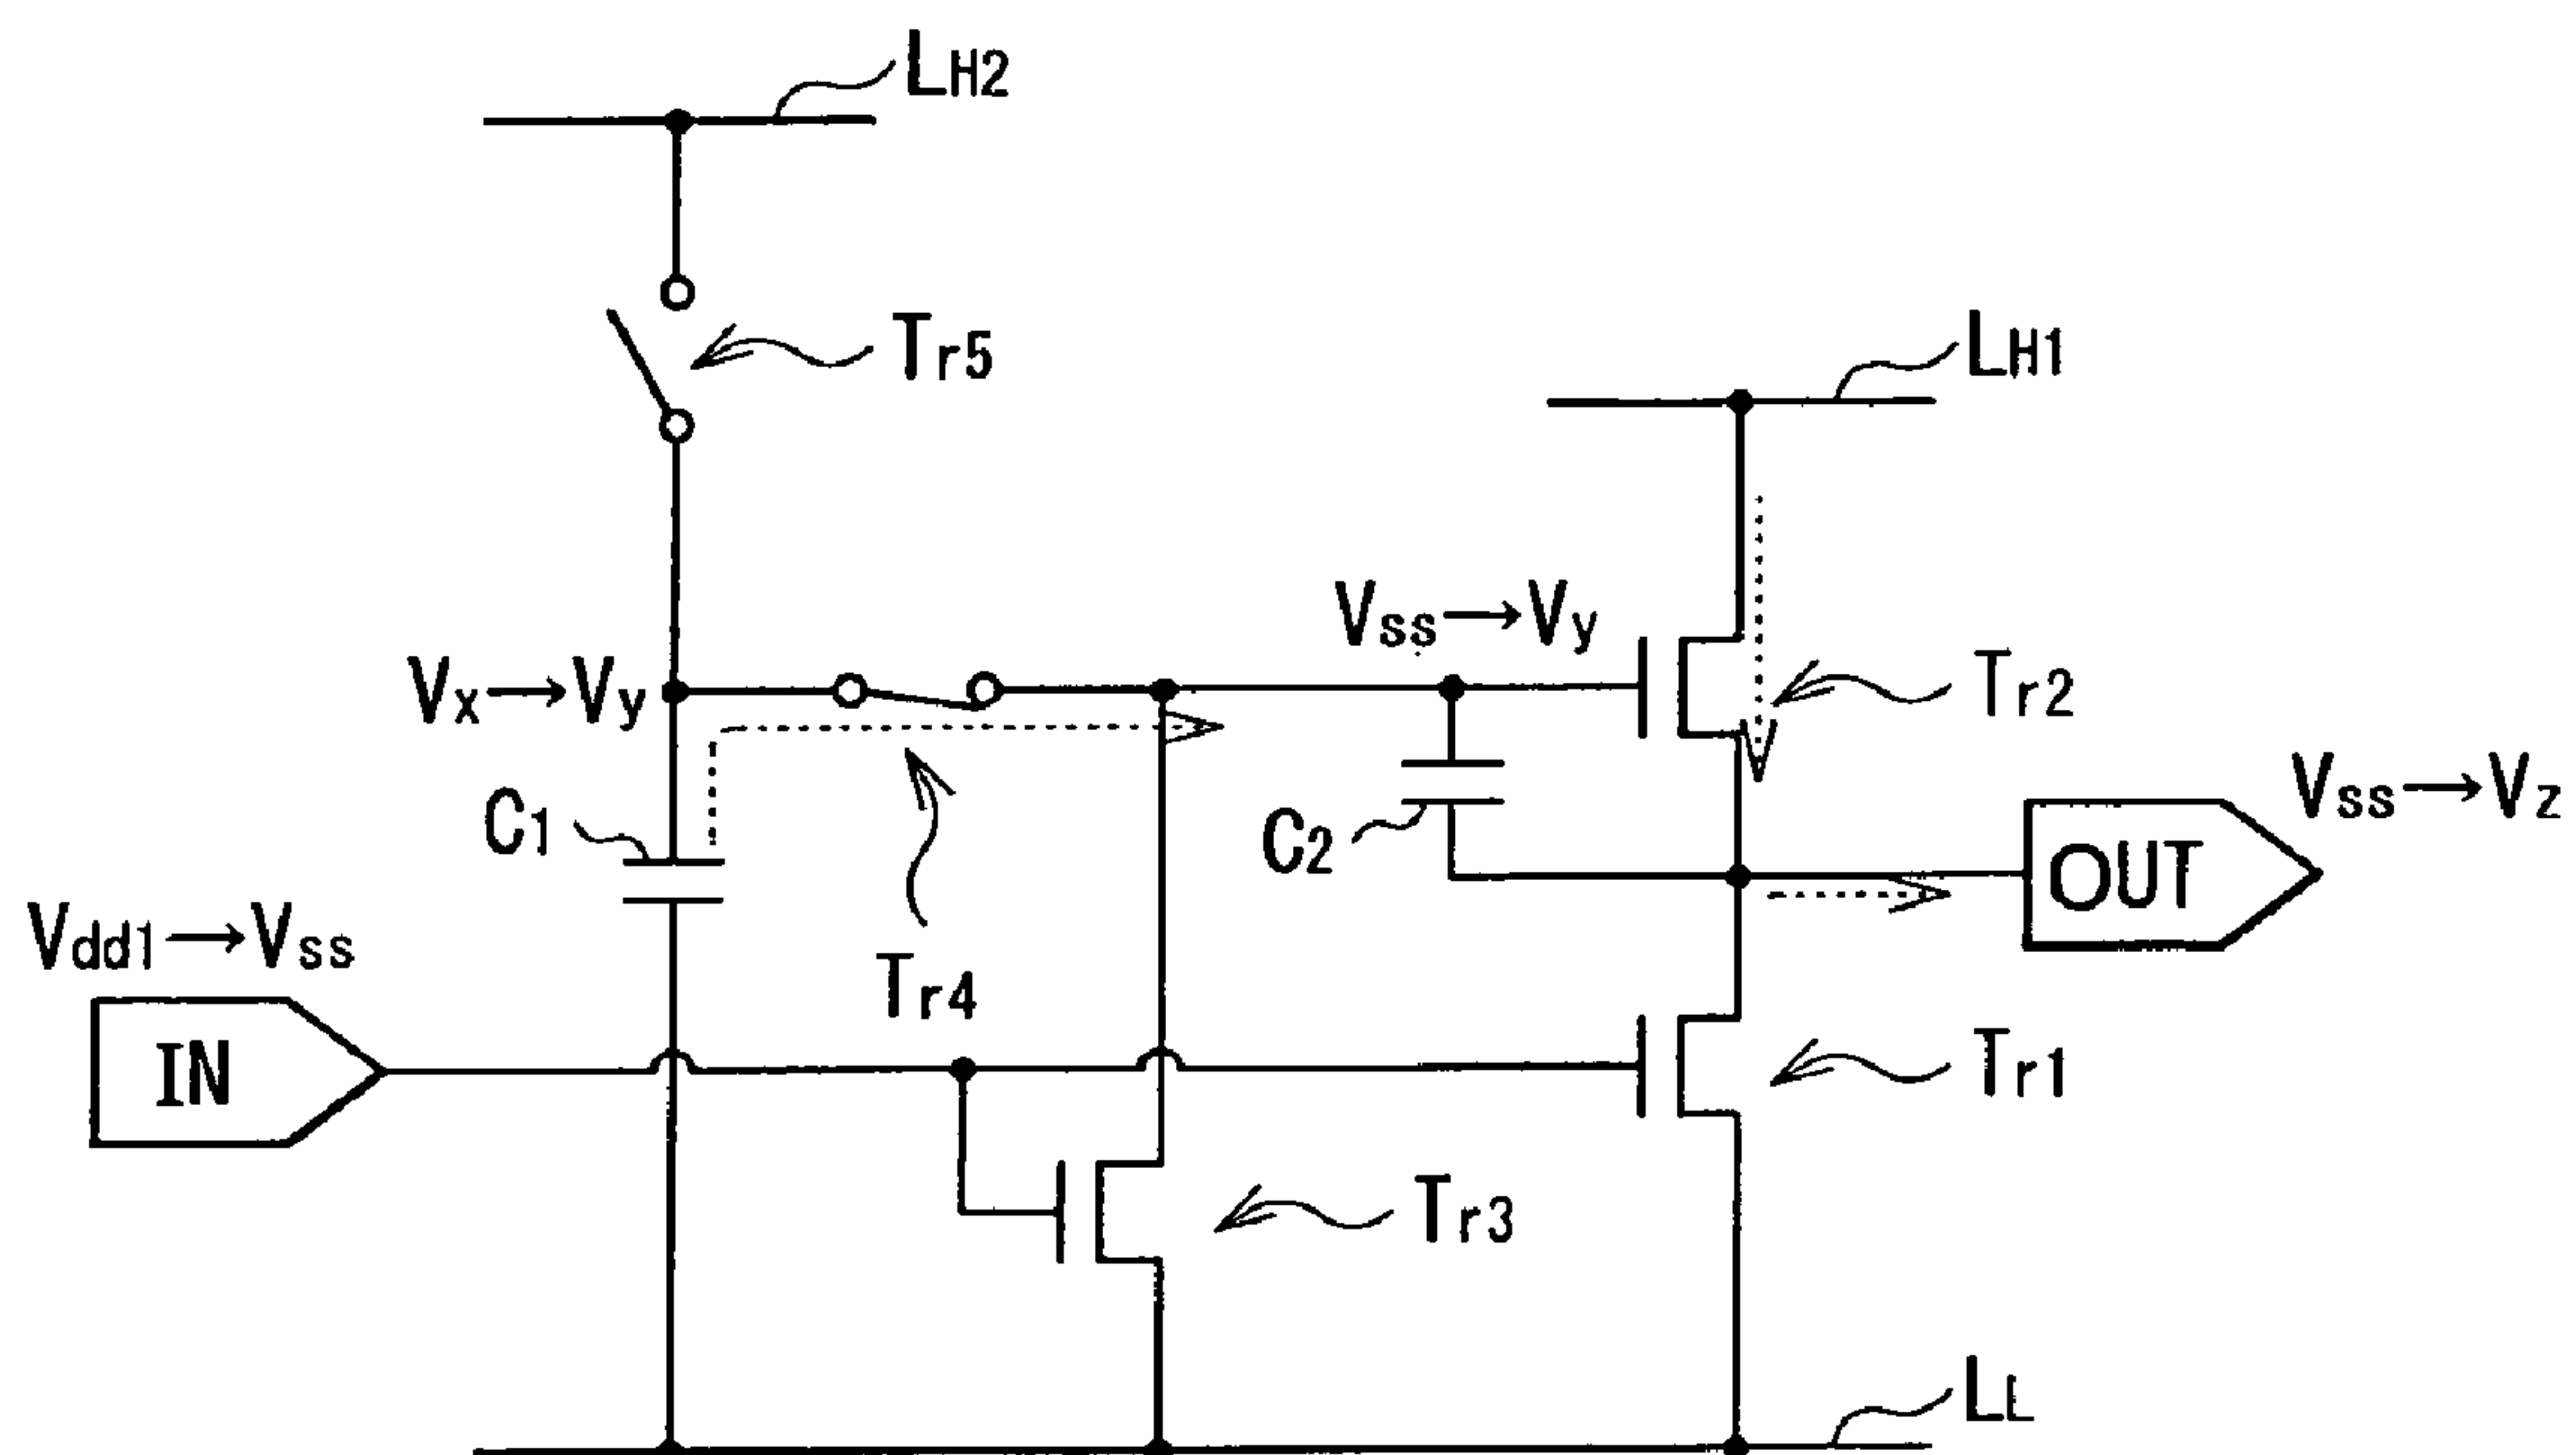 LH2
Tr5
LH1
Vss→Vy
Tr2
Vx→Vy
Vss→Vz
C1
C2
OUT
Vdd1→Vss
Tr4
IN
Tr1
Tr3
LL